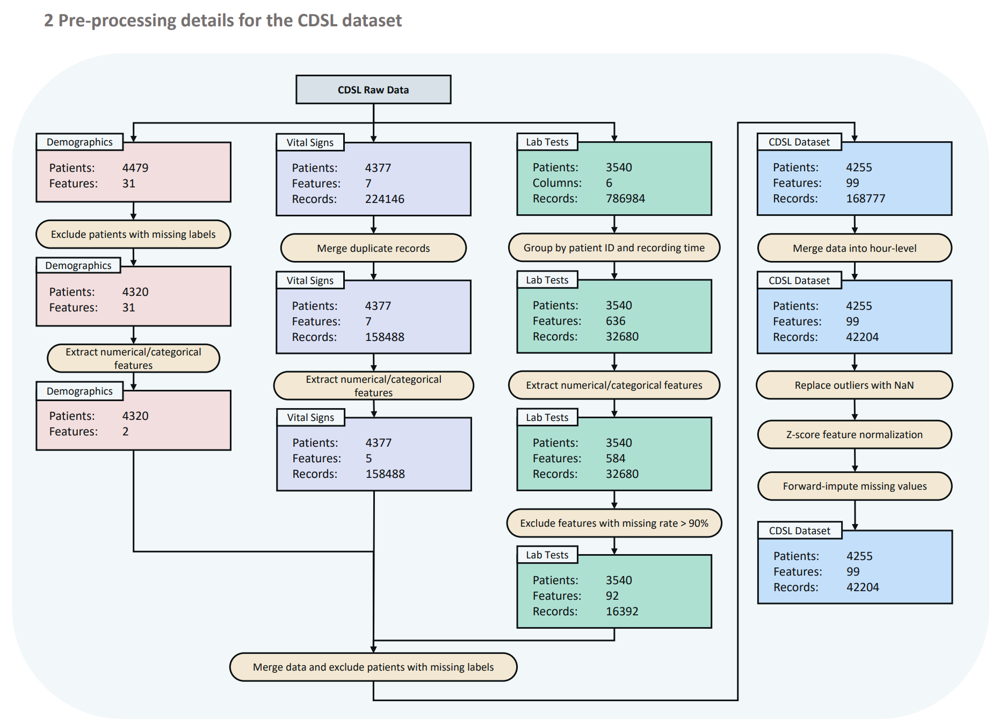 2 Pre-processing details for the CDSL dataset
CDSL Raw Data
Demographics
Patients: 4479
Features: 31
Exclude patients with missing labels
Demographics
Patients: 4320
Features: 31
Extract numerical/categorical
features
Demographics
Patients: 4320
Features: 2
Vital Signs
Patients: 4377
Features: 7
Records: 224146
Merge duplicate records
Vital Signs
Patients: 4377
Features: 7
Records: 158488
Extract numerical/categorical
features
Vital Signs
Patients: 4377
Features: 5
Records: 158488
Lab Tests
Patients: 3540
Columns: 6
Records: 786984
Group by patient ID and recording time
Lab Tests
Patients: 3540
Features: 636
Records: 32680
Extract numerical/categorical features
Lab Tests
Patients: 3540
Features: 584
Records: 32680
Exclude features with missing rate > 90%
Lab Tests
Patients: 3540
Features: 92
Records: 16392
Merge data and exclude patients with missing labels
CDSL Dataset
Patients: 4255
Features: 99
Records: 168777
Merge data into hour-level
CDSL Dataset
Patients: 4255
Features: 99
Records: 42204
Replace outliers with NaN
Z-score feature normalization
Forward-impute missing values
CDSL Dataset
Patients: 4255
Features: 99
Records: 42204